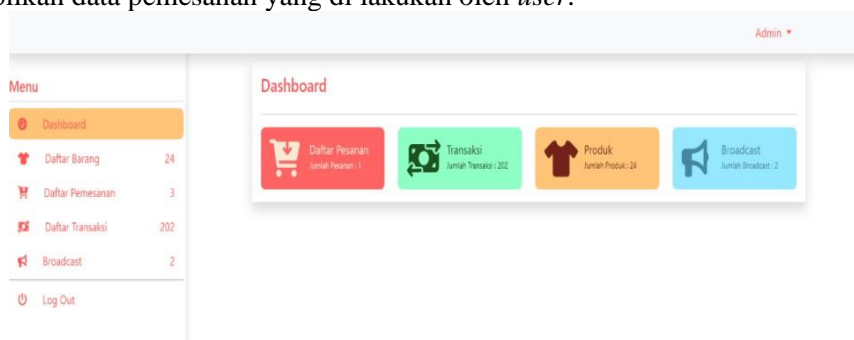 data pemesanan yang di lakukan oleh user.
Admin
Menu
Dashboard
Daftar Barang 24
Daftar Pemesanan 3
Daftar Transaksi 202
Broadcast 2
Log Out
Dashboard
Daftar Pesanan
Jumlah Pesanan : 1
Transaksi
Jumlah Transaksi : 202
Produk
Jumlah Produk : 24
Broadcast
Jumlah Broadcast : 2